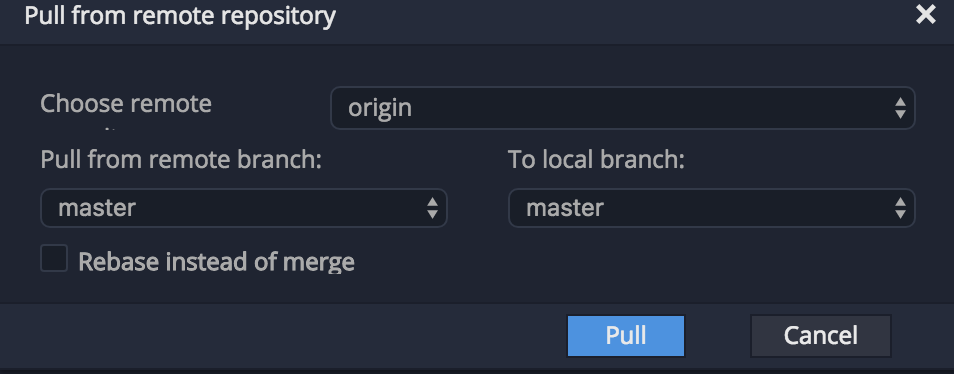 Pull from remote repository
Choose remote
origin
Pull from remote branch:
To local branch:
master
master
Rebase instead of merge
Pull
Cancel